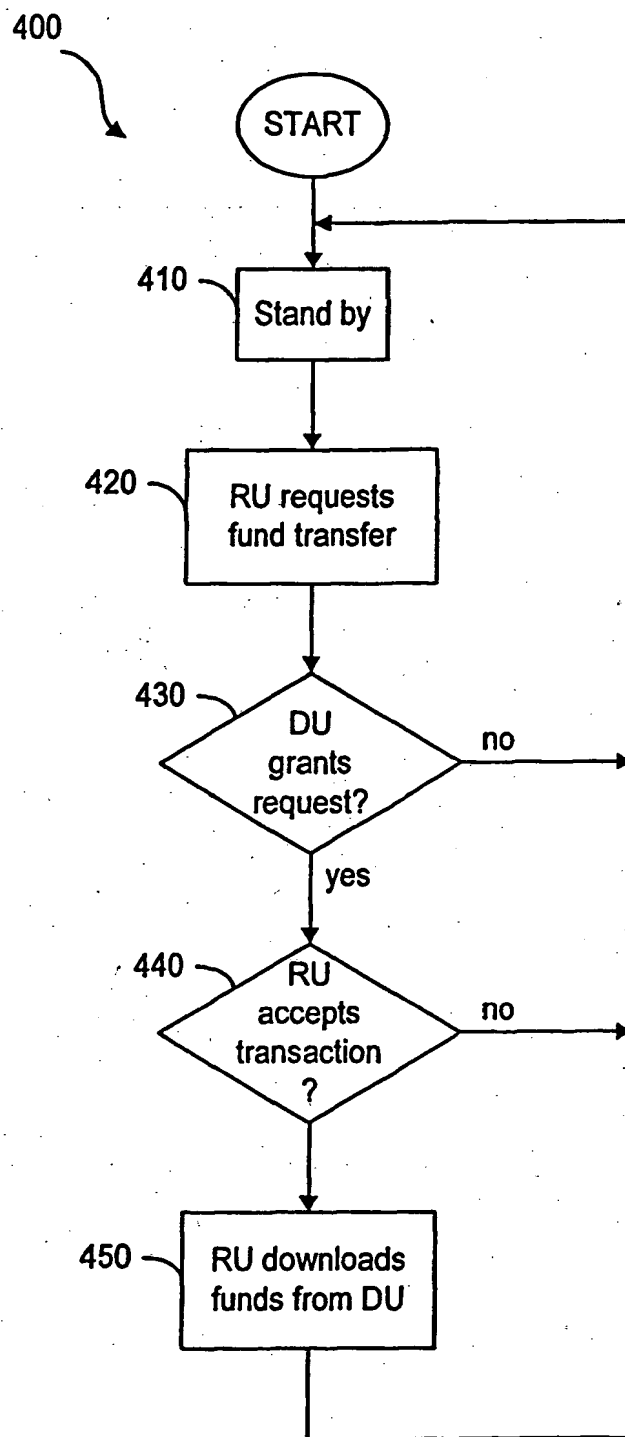 400
START
410
Stand by
420
RU requests
fund transfer
430
DU
grants
request?
no
yes
440
RU
accepts
transaction
?
no
450
RU downloads
funds from DU